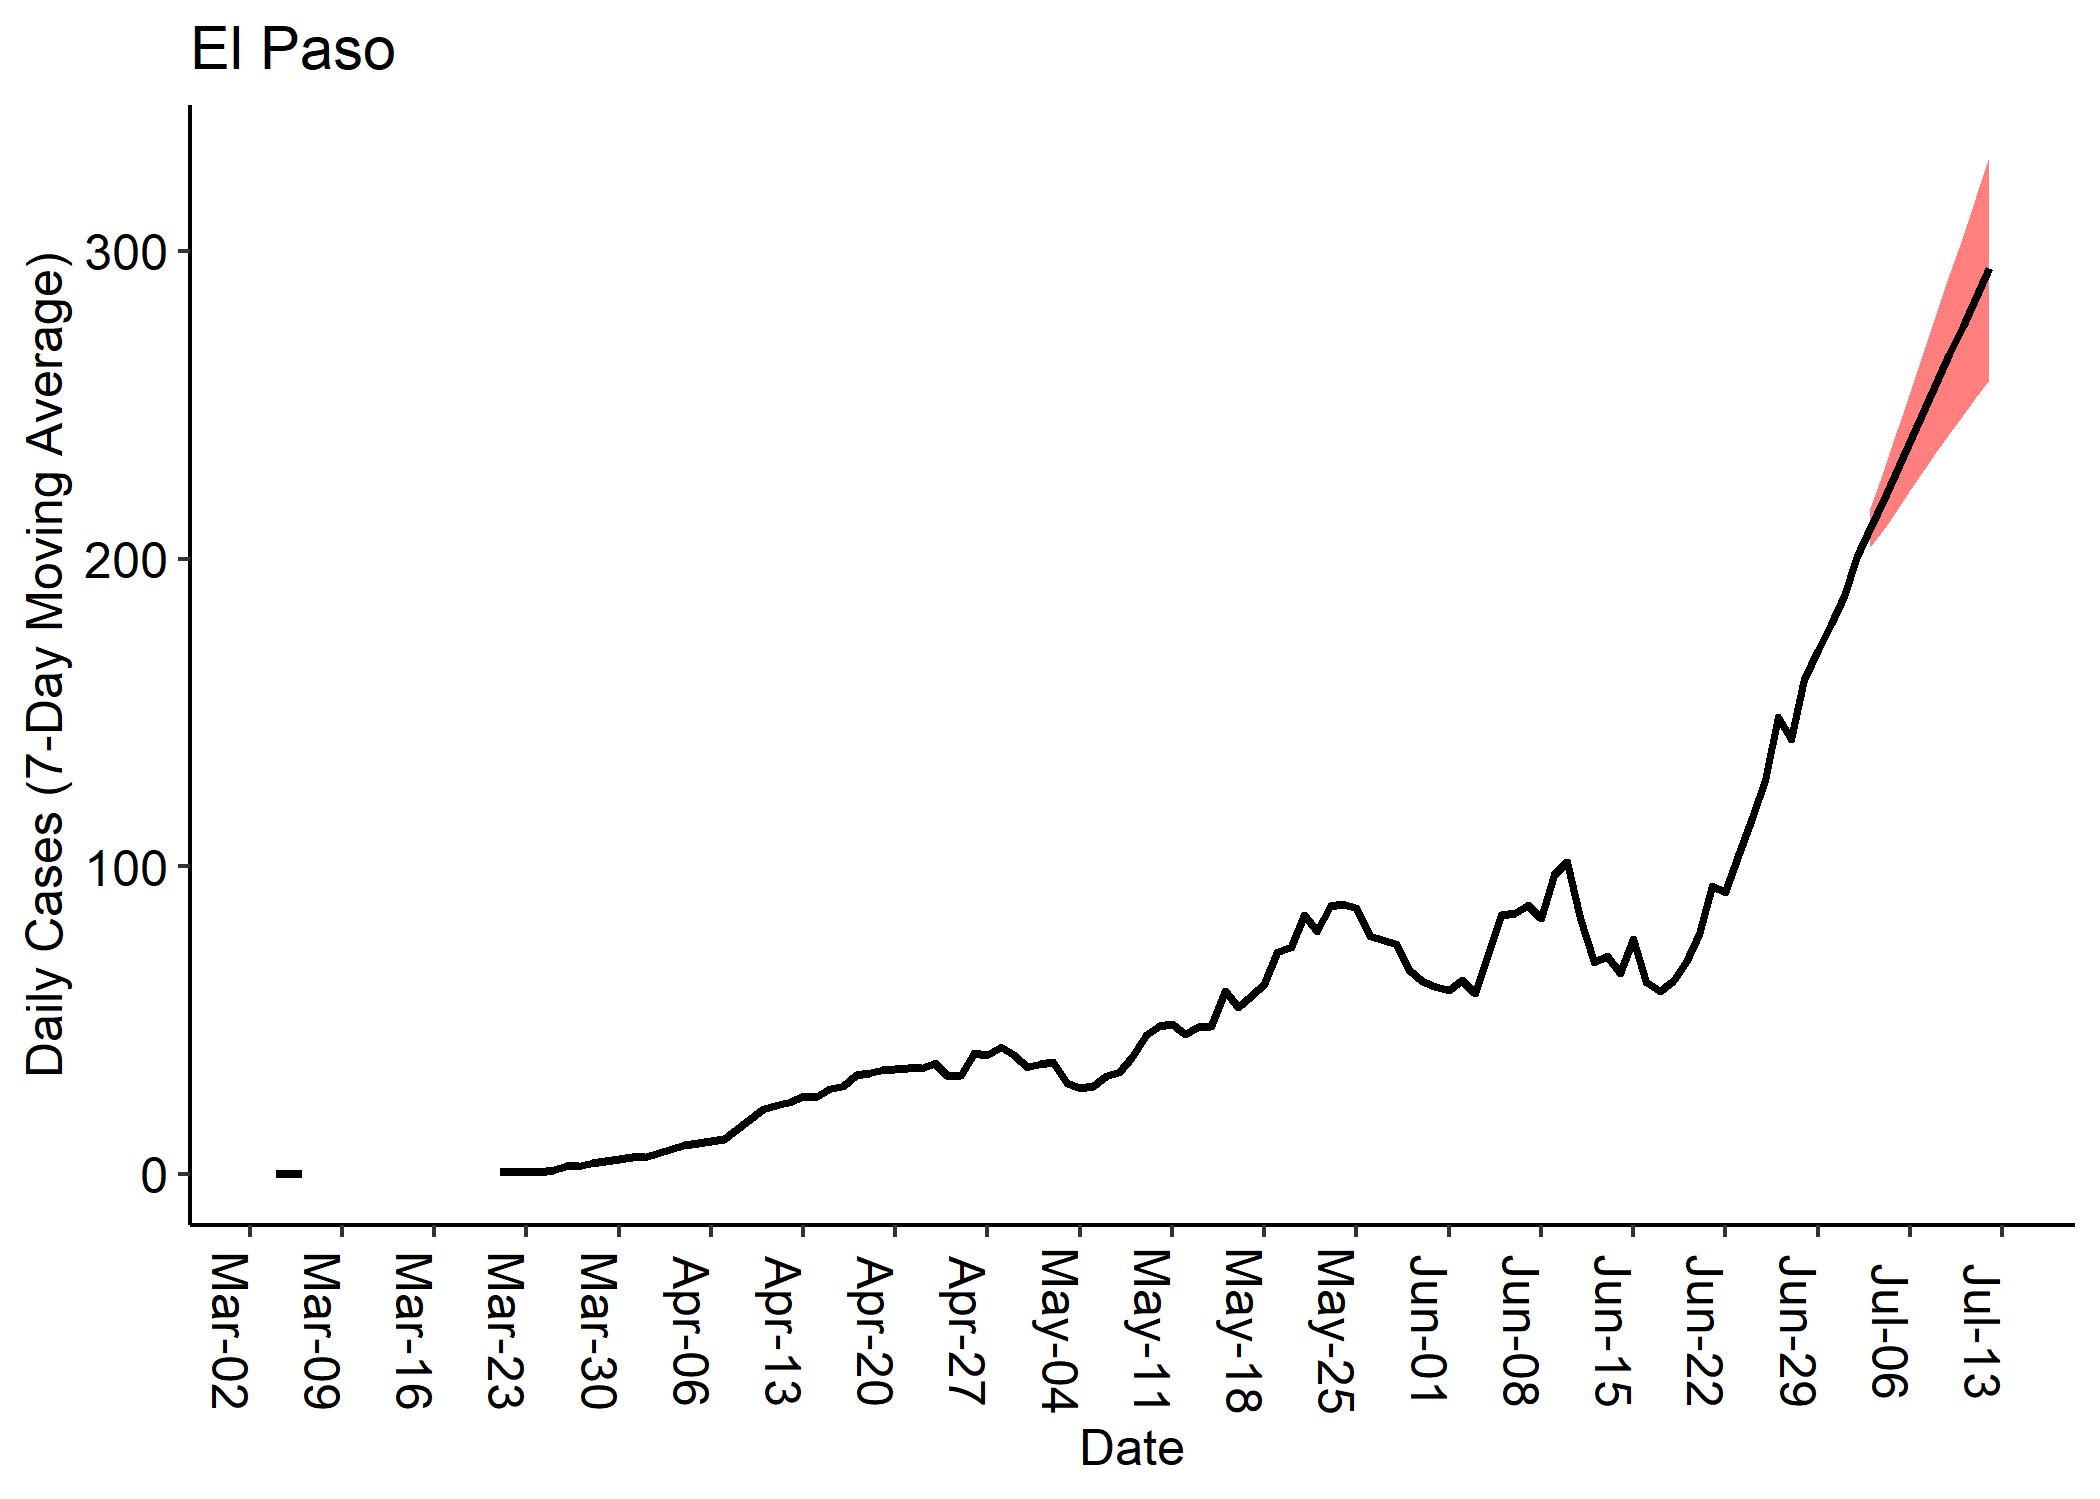 El Paso
Daily Cases (7-Day Moving Average)
300
200
100
0
Mar-02
Mar-09
Mar-16
Mar-23
Mar-30
Apr-06
Apr-13
Apr-20
Apr-27
May-04
May-11
May-18
May-25
Jun-01
Jun-08
Jun-15
Jun-22
Jun-29
Jul-06
Jul-13
Date